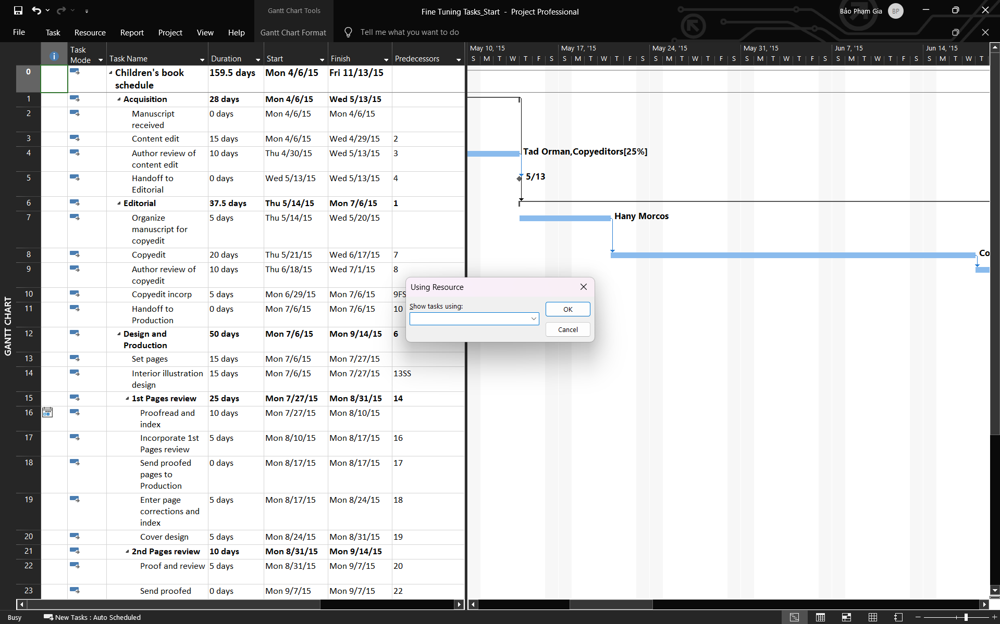 Gantt Chart Tools
Fine Tuning Tasks_Start - Project Professional
Bảo Phạm Gia
BP
File Task Resource Report Project View Help Gantt Chart Format Tell me what you want to do
Task Mode Task Name Duration Start Finish Predecessors
May 10, '15 May 17, '15 May 24, '15 May 31, '15 Jun 7, '15 Jun 14, '15
S M T W T F S S M T W T F S S M T W T F S S M T W T F S S M T W T F S S M T W T
0 Children's book schedule 159.5 days Mon 4/6/15 Fri 11/13/15
1 Acquisition 28 days Mon 4/6/15 Wed 5/13/15
2 Manuscript received 0 days Mon 4/6/15 Mon 4/6/15
3 Content edit 15 days Mon 4/6/15 Wed 4/29/15 2
4 Author review of content edit 10 days Thu 4/30/15 Wed 5/13/15 3
Tad Orman,Copyeditors[25%]
5 Handoff to Editorial 0 days Wed 5/13/15 Wed 5/13/15 4
5/13
6 Editorial 37.5 days Thu 5/14/15 Mon 7/6/15 1
7 Organize manuscript for copyedit 5 days Thu 5/14/15 Wed 5/20/15
Hany Morcos
8 Copyedit 20 days Thu 5/21/15 Wed 6/17/15 7
Co
9 Author review of copyedit 10 days Thu 6/18/15 Wed 7/1/15 8
10 Copyedit incorp 5 days Mon 6/29/15 Mon 7/6/15 9FS
11 Handoff to Production 0 days Mon 7/6/15 Mon 7/6/15 10
12 Design and Production 50 days Mon 7/6/15 Mon 9/14/15 6
13 Set pages 15 days Mon 7/6/15 Mon 7/27/15
14 Interior illustration design 15 days Mon 7/6/15 Mon 7/27/15 13SS
15 1st Pages review 25 days Mon 7/27/15 Mon 8/31/15 14
16 Proofread and index 10 days Mon 7/27/15 Mon 8/10/15
17 Incorporate 1st Pages review 5 days Mon 8/10/15 Mon 8/17/15 16
18 Send proofed pages to Production 0 days Mon 8/17/15 Mon 8/17/15 17
19 Enter page corrections and index 5 days Mon 8/17/15 Mon 8/24/15 18
20 Cover design 5 days Mon 8/24/15 Mon 8/31/15 19
21 2nd Pages review 10 days Mon 8/31/15 Mon 9/14/15
22 Proof and review 5 days Mon 8/31/15 Mon 9/7/15 20
23 Send proofed 0 days Mon 9/7/15 Mon 9/7/15 22
GANTT CHART
Using Resource
Show tasks using:
OK
Cancel
Busy New Tasks : Auto Scheduled